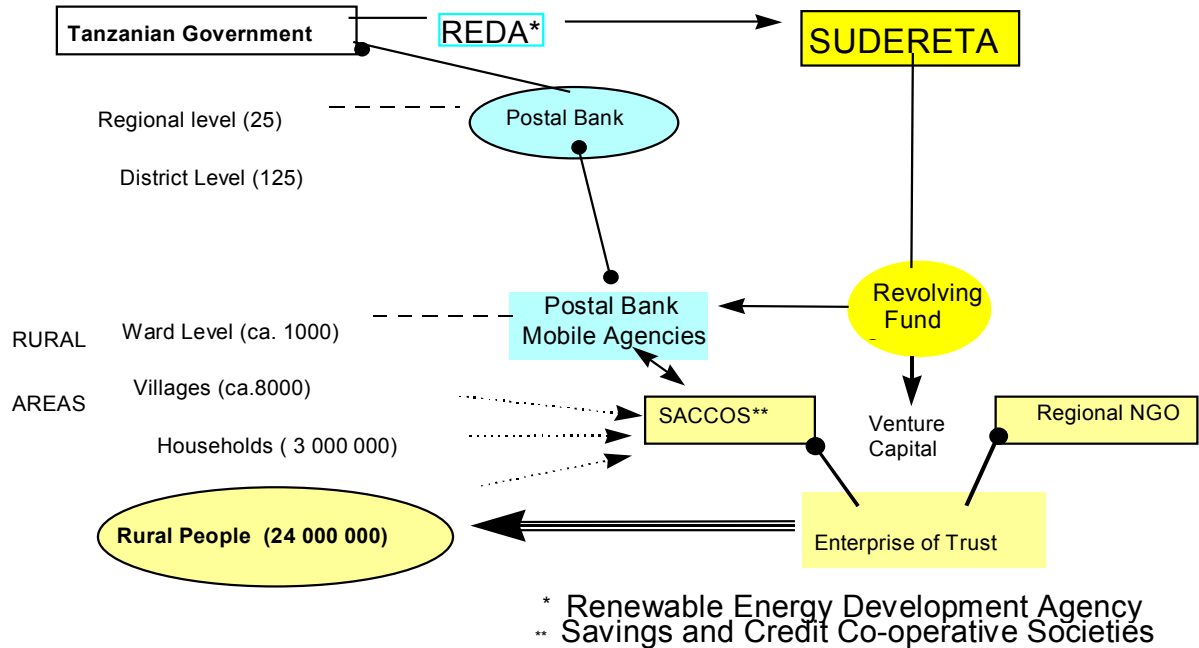 Tanzanian Government
REDA*
SUDERETA
Regional level (25)
Postal Bank
District Level (125)
RURAL
AREAS
Ward Level (ca. 1000)
Postal Bank
Mobile Agencies
Revolving
Fund
Villages (ca.8000)
Households ( 3 000 000)
SACCOS**
Venture
Capital
Regional NGO
Rural People (24 000 000)
Enterprise of Trust
* Renewable Energy Development Agency
** Savings and Credit Co-operative Societies